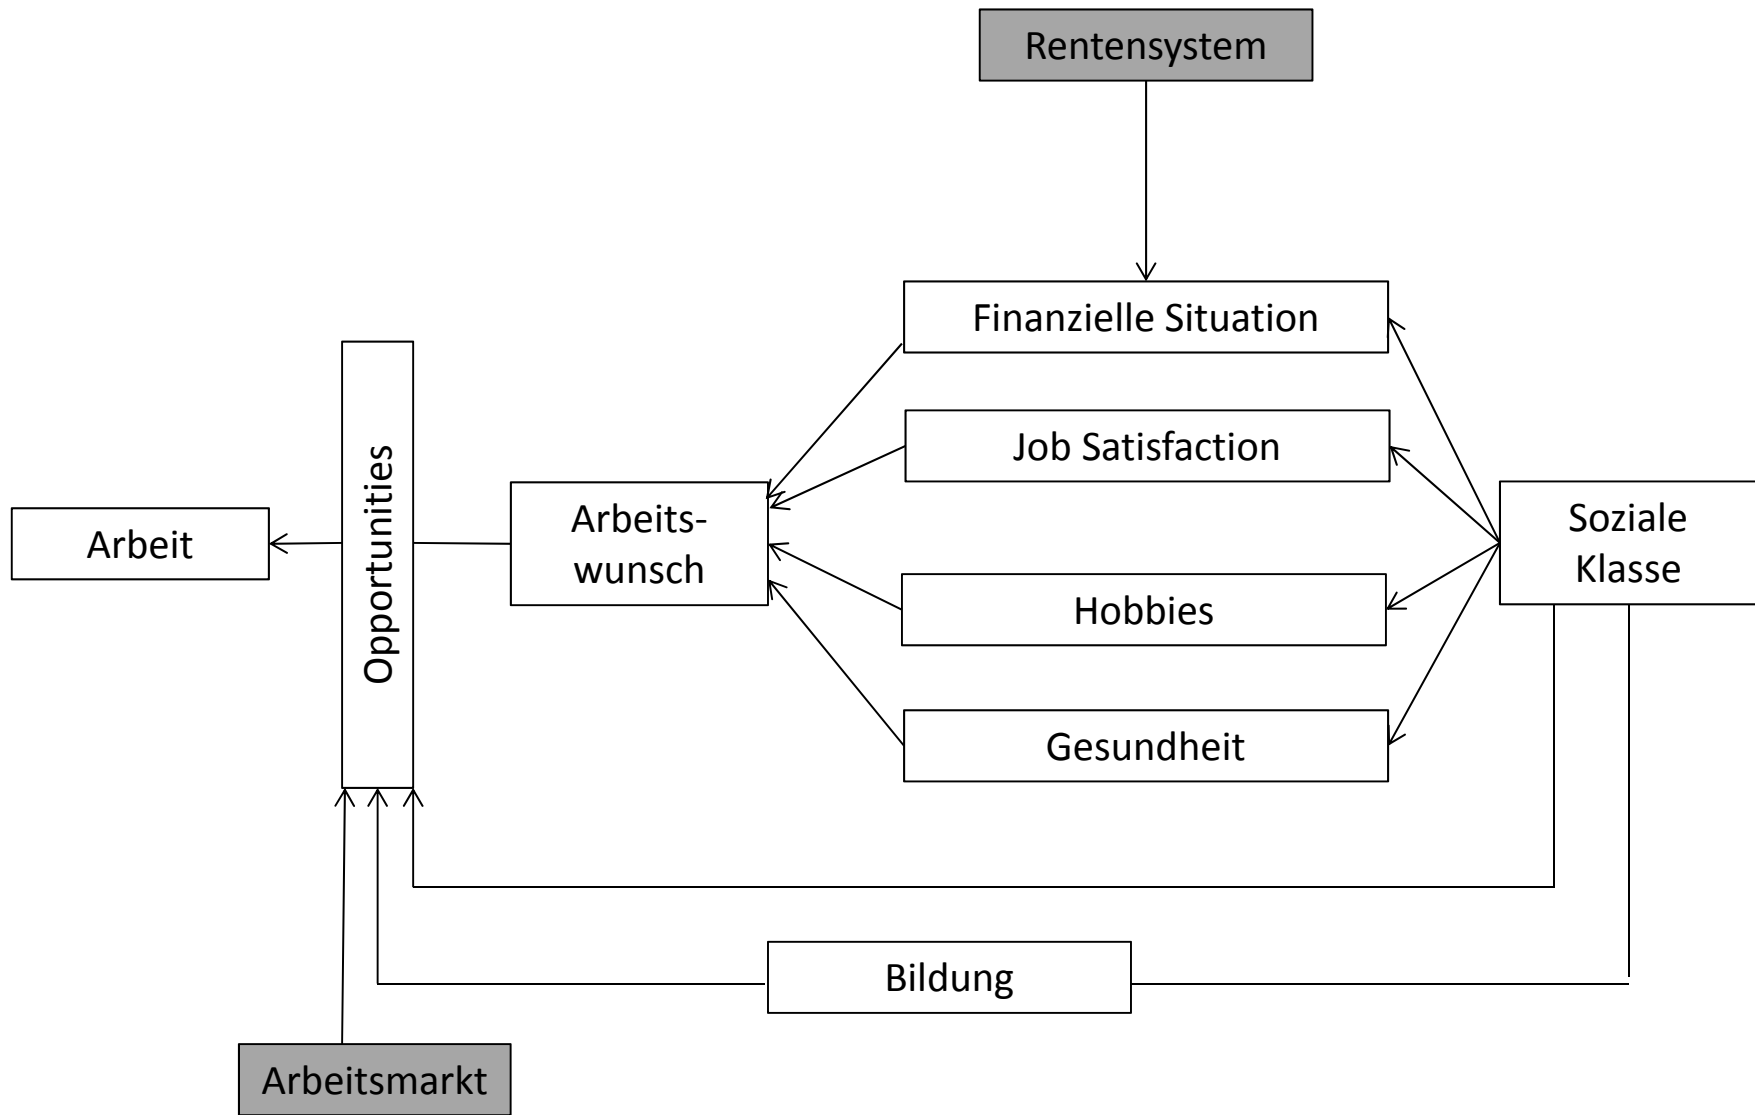 Rentensystem
Finanzielle Situation
Job Satisfaction
Opportunities
Arbeits-
wunsch
Soziale
Klasse
Arbeit
Hobbies
Gesundheit
Bildung
Arbeitsmarkt